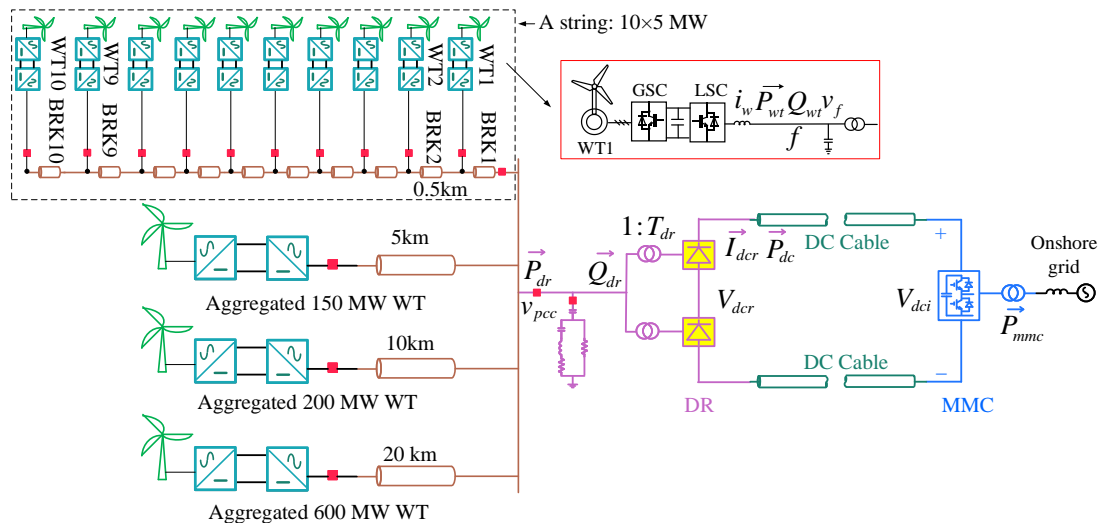 A string: 10×5 MW
WT10
WT9
WT2
WT1
BRK10
BRK9
BRK2
BRK1
0.5km
GSC
LSC
i_w P_wt Q_wt v_f
WT1
f
5km
Aggregated 150 MW WT
10km
Aggregated 200 MW WT
20 km
Aggregated 600 MW WT
P_dr
v_pcc
Q_dr
1:T_dr
I_dcr P_dc
V_dcr
DR
DC Cable
DC Cable
+
V_dci
−
MMC
P_mmc
Onshore
grid